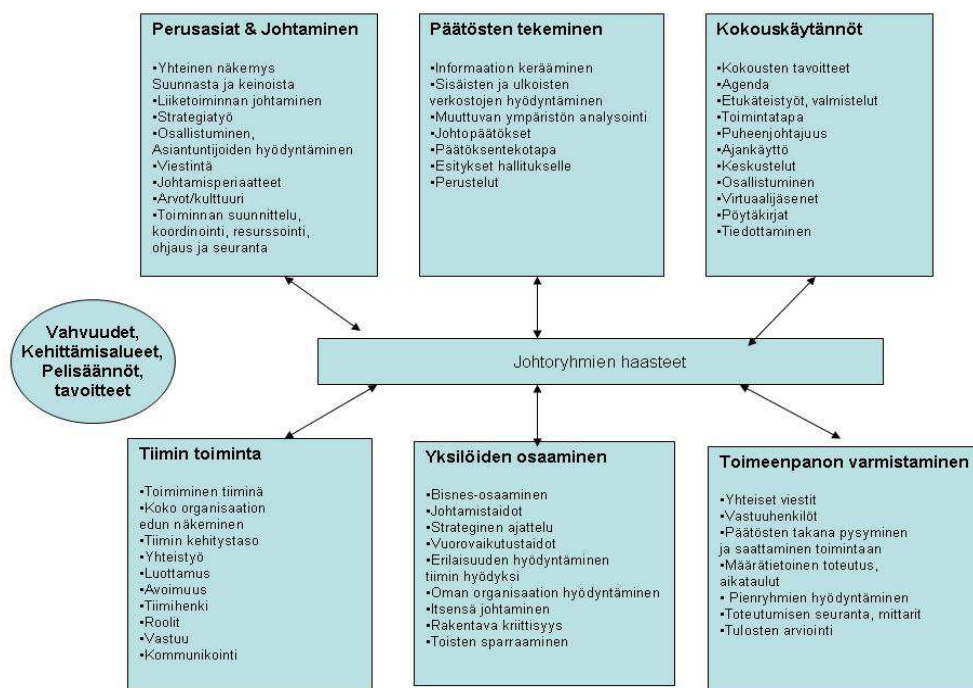 Perusasiat & Johtaminen
▪Yhteinen näkemys
Suunnasta ja keinoista
▪Liiketoiminnan johtaminen
▪Strategiatyö
▪Osallistuminen,
Asiantuntijoiden hyödyntäminen
▪Viestintä
▪Johtamisperiaatteet
▪Arvot/kulttuuri
▪Toiminnan suunnittelu,
koordinointi, resurssointi,
ohjaus ja seuranta
Päätösten tekeminen
▪Informaation kerääminen
▪Sisäisten ja ulkoisten
verkostojen hyödyntäminen
▪Muuttuvan ympäristön analysointi
▪Johtopäätökset
▪Päätöksentekotapa
▪Esitykset hallitukselle
▪Perustelut
Kokouskäytännöt
▪Kokousten tavoitteet
▪Agenda
▪Etukäteistyöt, valmistelut
▪Toimintatapa
▪Puheenjohtajuus
▪Ajankäyttö
▪Keskustelut
▪Osallistuminen
▪Virtuaalijäsenet
▪Pöytäkirjat
▪Tiedottaminen
Vahvuudet,
Kehittämisalueet,
Pelisäännöt,
tavoitteet
Johtoryhmien haasteet
Tiimin toiminta
▪Toimiminen tiiminä
▪Koko organisaation
edun näkeminen
▪Tiimin kehitystaso
▪Yhteistyö
▪Luottamus
▪Avoimuus
▪Tiimihenki
▪Roolit
▪Vastuu
▪Kommunikointi
Yksilöiden osaaminen
▪Bisnes-osaaminen
▪Johtamistaidot
▪Strateginen ajattelu
▪Vuorovaikutustaidot
▪Erilaisuuden hyödyntäminen
tiimin hyödyksi
▪Oman organisaation hyödyntäminen
▪Itsensä johtaminen
▪Rakentava kriittisyys
▪Toisten sparraaminen
Toimeenpanon varmistaminen
▪Yhteiset viestit
▪Vastuuhenkilöt
▪Päätösten takana pysyminen
ja saattaminen toimintaan
▪Määrätietoinen toteutus,
aikataulut
▪ Pienryhmien hyödyntäminen
▪Toteutumisen seuranta, mittarit
▪Tulosten arviointi